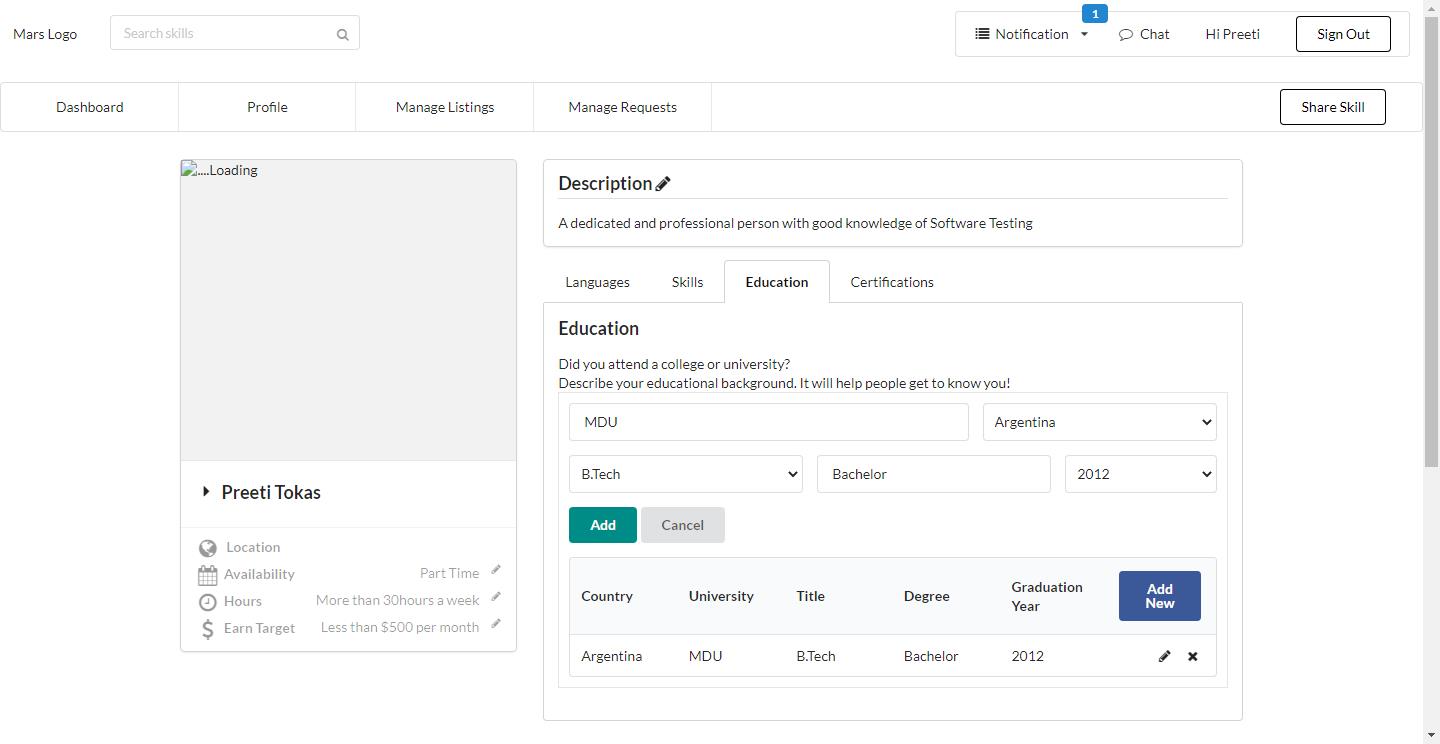 1
Mars Logo
Search skills
Notification
Chat
Hi Preeti
Sign Out
Dashboard
Profile
Manage Listings
Manage Requests
Share Skill
....Loading
Preeti Tokas
Location
Availability
Part Time
Hours
More than 30hours a week
Earn Target
Less than $500 per month
Description
A dedicated and professional person with good knowledge of Software Testing
Languages
Skills
Education
Certifications
Education
Did you attend a college or university?
Describe your educational background. It will help people get to know you!
MDU
Argentina
B.Tech
Bachelor
2012
Add
Cancel
Country
University
Title
Degree
Graduation
Year
Add
New
Argentina
MDU
B.Tech
Bachelor
2012